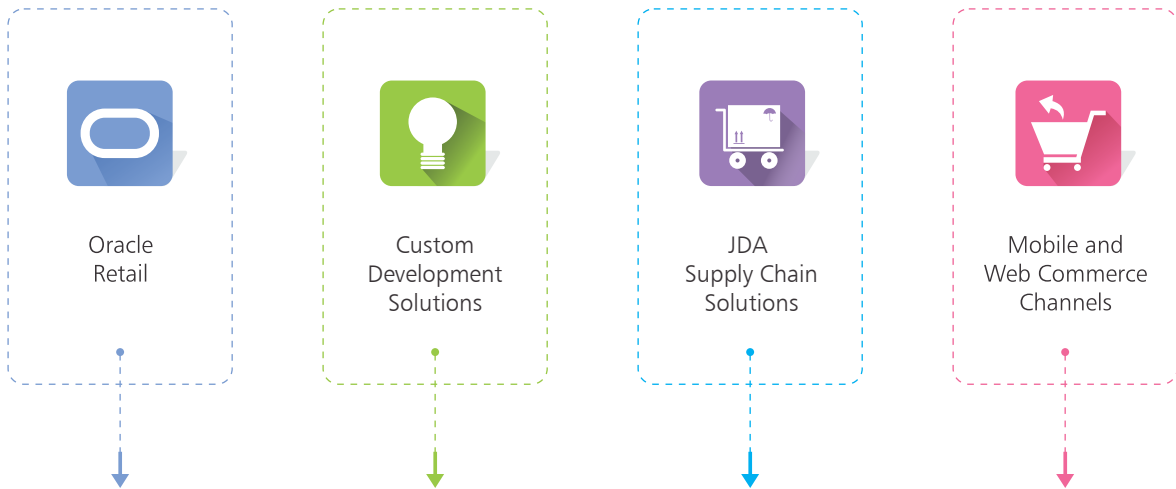 Oracle
Retail
Custom
Development
Solutions
JDA
Supply Chain
Solutions
Mobile and
Web Commerce
Channels